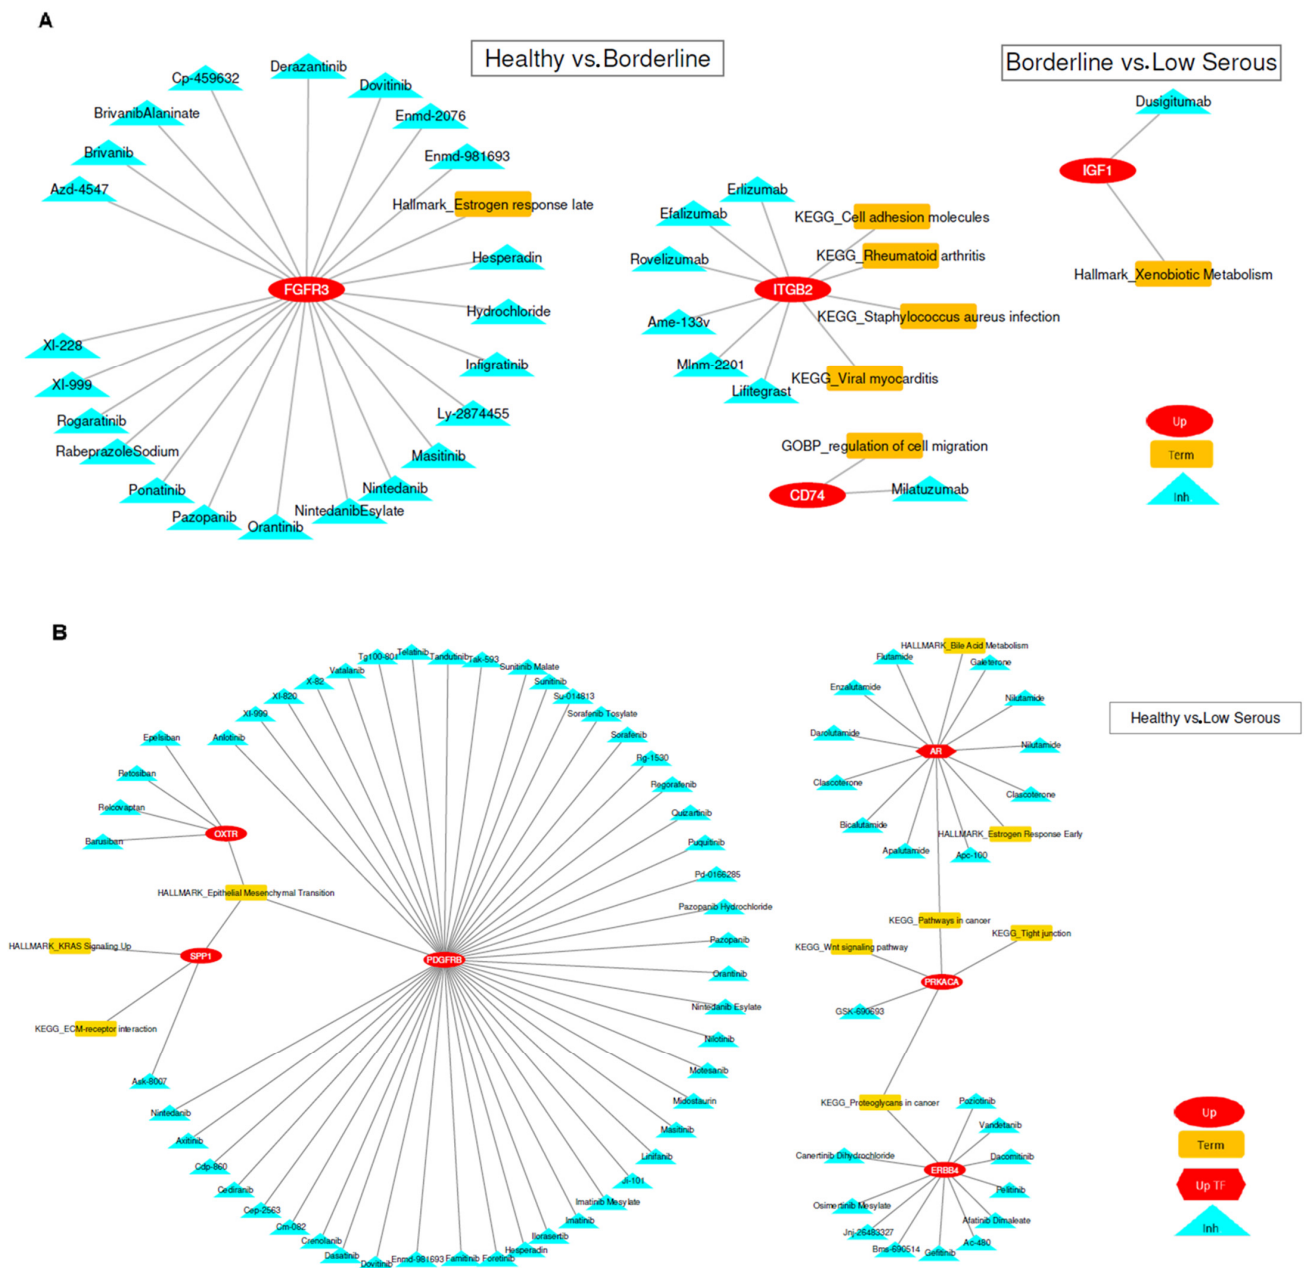 A
Healthy vs.Borderline
Borderline vs.Low Serous
Derazantinib
Cp-459632
Dovitinib
BrivanibAlaninate
Enmd-2076
Brivanib
Enmd-981693
Azd-4547
Hallmark_Estrogen response late
Hesperadin
FGFR3
Hydrochloride
Xl-228
Infigratinib
Xl-999
Ly-2874455
Rogaratinib
RabeprazoleSodium
Masitinib
Ponatinib
Nintedanib
Pazopanib
NintedanibEsylate
Orantinib
Erlizumab
Efalizumab
KEGG_Cell adhesion molecules
Rovelizumab
KEGG_Rheumatoid arthritis
ITGB2
Ame-133v
KEGG_Staphylococcus aureus infection
Mlnm-2201
KEGG_Viral myocarditis
Lifitegrast
GOBP_regulation of cell migration
CD74
Milatuzumab
Dusigitumab
IGF1
Hallmark_Xenobiotic Metabolism
Up
Term
Inh
B
Tg100-801
Telatinib
Tandutinib
Tak-593
Vatalanib
Sunitinib Malate
X-82
Sunitinib
Xl-820
Su-014813
Xl-999
Sorafenib Tosylate
Anlotinib
Sorafenib
Rg-1530
Regorafenib
Quizartinib
Puquitinib
Pd-0166285
Pazopanib Hydrochloride
Pazopanib
Orantinib
Nintedanib Esylate
Nilotinib
Motesanib
Midostaurin
Masitinib
Linifanib
Jl-101
Imatinib Mesylate
Imatinib
Ilorasertib
Hesperadin
Foretinib
Famitinib
Enmd-981693
Dovitinib
Dasatinib
Crenolanib
Cm-082
Cep-2563
Cediranib
Cdp-860
Axitinib
Nintedanib
PDGFRB
Epelsiban
Retosiban
Relcovaptan
Barusiban
OXTR
HALLMARK_Epithelial Mesenchymal Transition
HALLMARK_KRAS Signaling Up
SPP1
KEGG_ECM-receptor interaction
Ask-8007
Healthy vs.Low Serous
HALLMARK_Bile Acid Metabolism
Flutamide
Galeterone
Enzalutamide
Nilutamide
Darolutamide
Nilutamide
AR
Clascoterone
Clascoterone
Bicalutamide
HALLMARK_Estrogen Response Early
Apalutamide
Apc-100
KEGG_Pathways in cancer
KEGG_Wnt signaling pathway
KEGG_Tight junction
PRKACA
GSK-690693
KEGG_Proteoglycans in cancer
Poziotinib
Vandetanib
Canertinib Dihydrochloride
Dacomitinib
ERBB4
Pelitinib
Osimertinib Mesylate
Afatinib Dimaleate
Jnj-26483327
Ac-480
Bms-690514
Gefitinib
Up
Term
Up TF
Inh